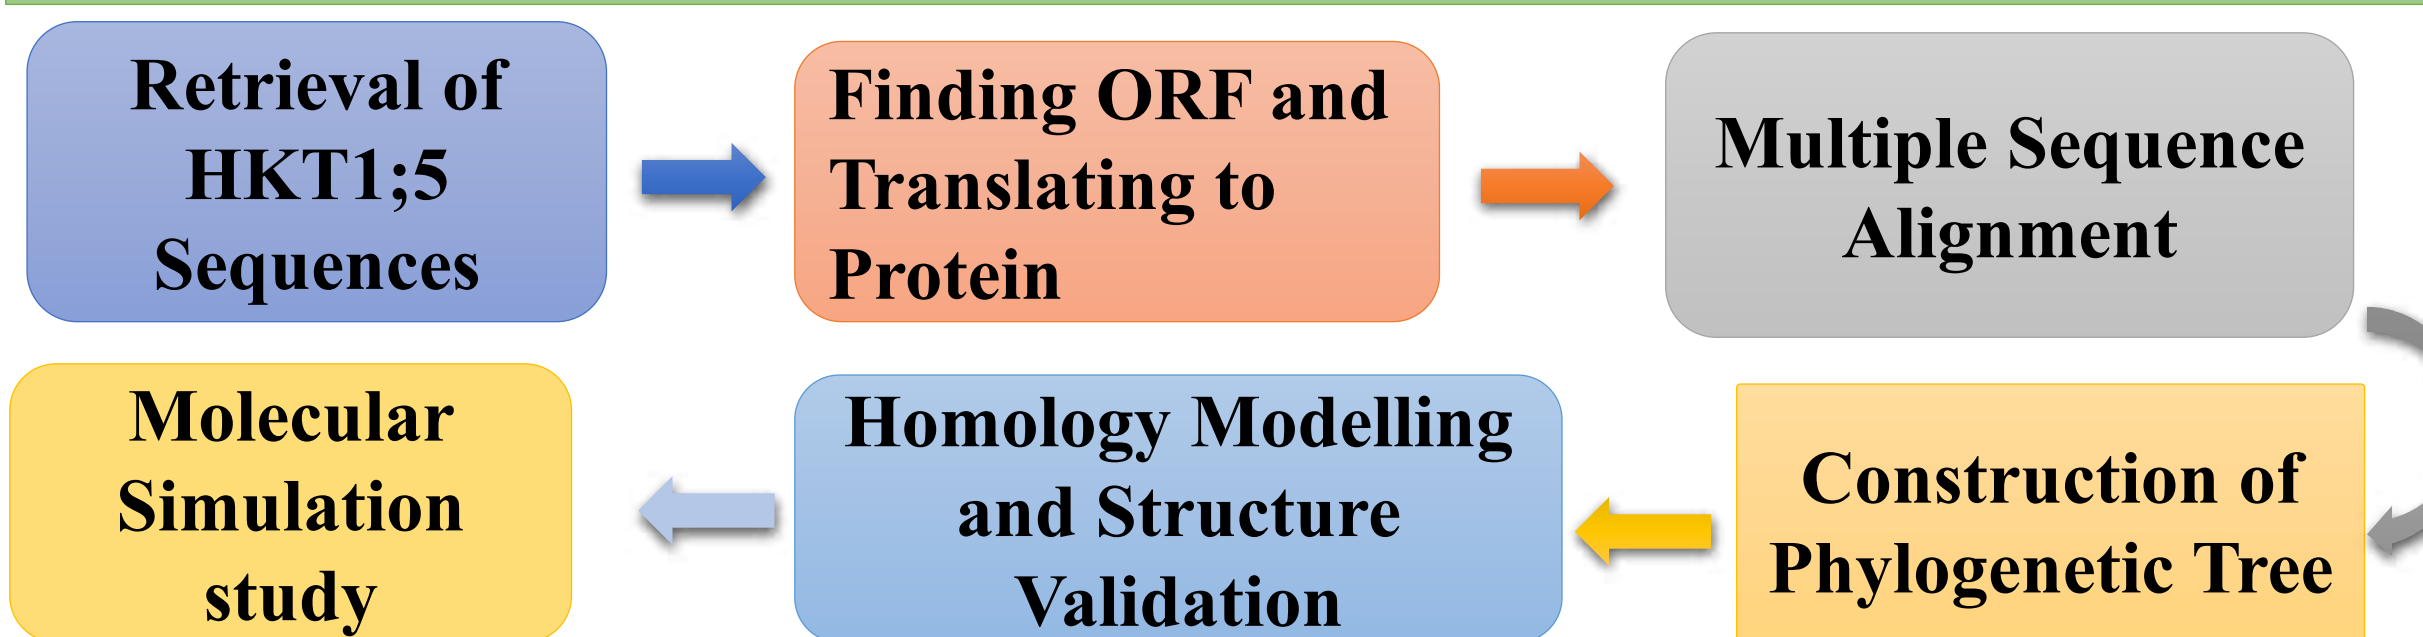 Retrieval of
HKT1;5
Sequences
Finding ORF and
Translating to
Protein
Multiple Sequence
Alignment
Construction of
Phylogenetic Tree
Homology Modelling
and Structure
Validation
Molecular
Simulation
study